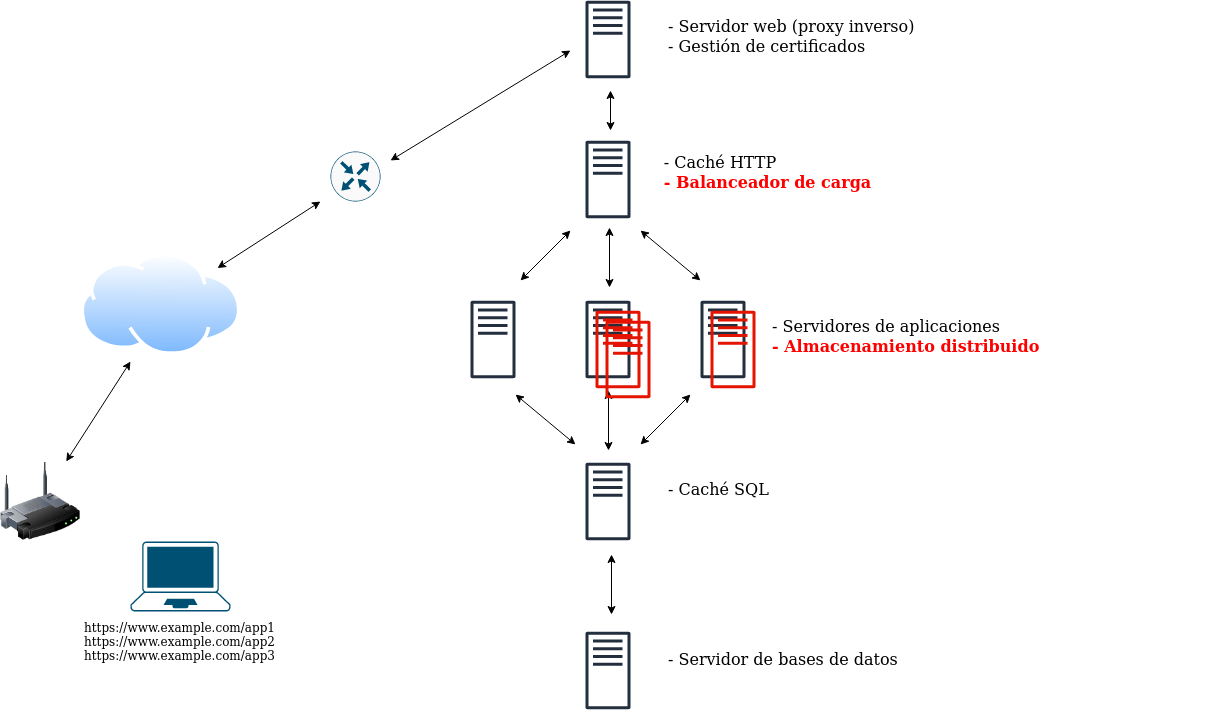 - Servidor web (proxy inverso)
- Gestión de certificados
- Caché HTTP
- Balanceador de carga
- Servidores de aplicaciones
- Almacenamiento distribuido
- Caché SQL
https://www.example.com/app1
https://www.example.com/app2
https://www.example.com/app3
- Servidor de bases de datos